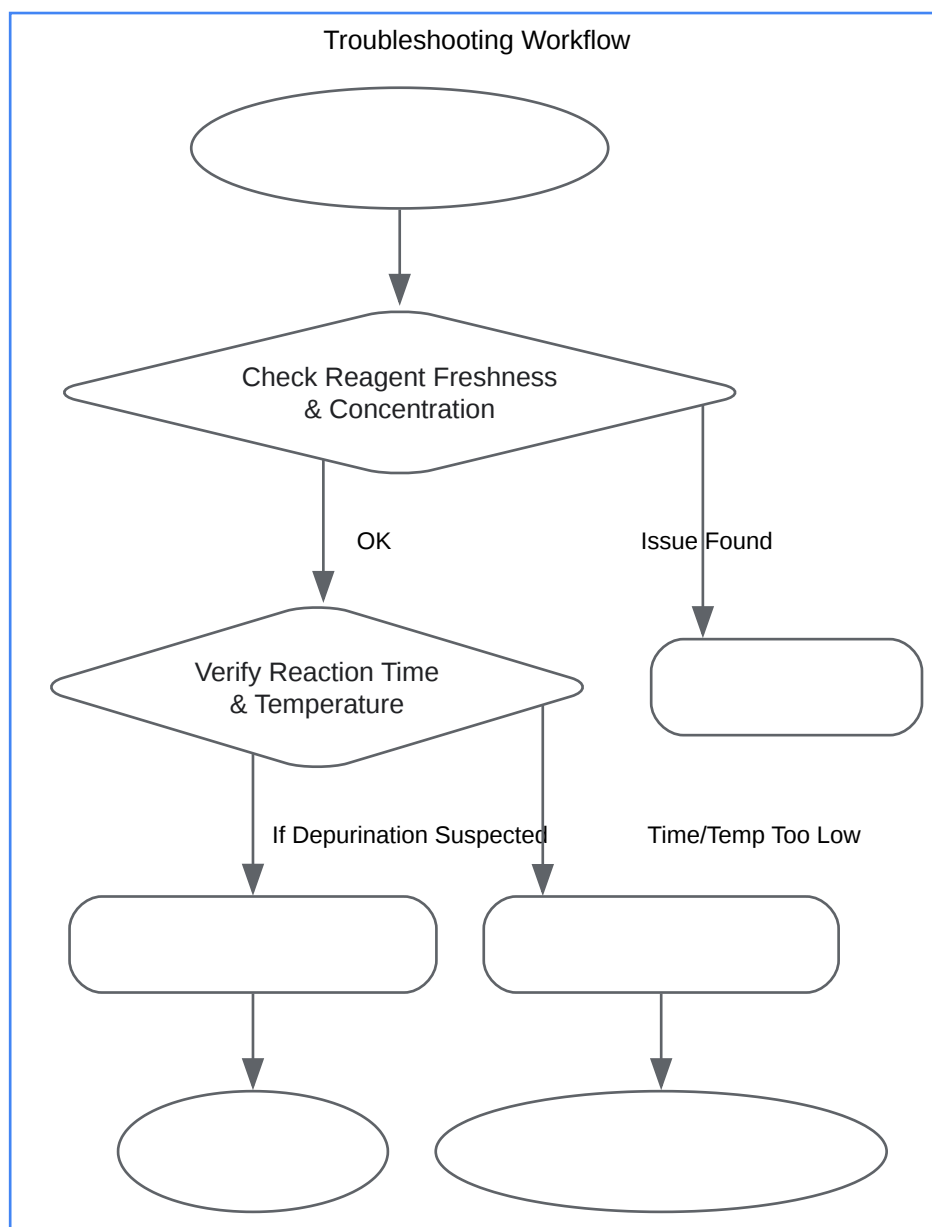 Troubleshooting Workflow
Check Reagent Freshness
& Concentration
OK
Issue Found
Verify Reaction Time
& Temperature
If Depurination Suspected
Time/Temp Too Low